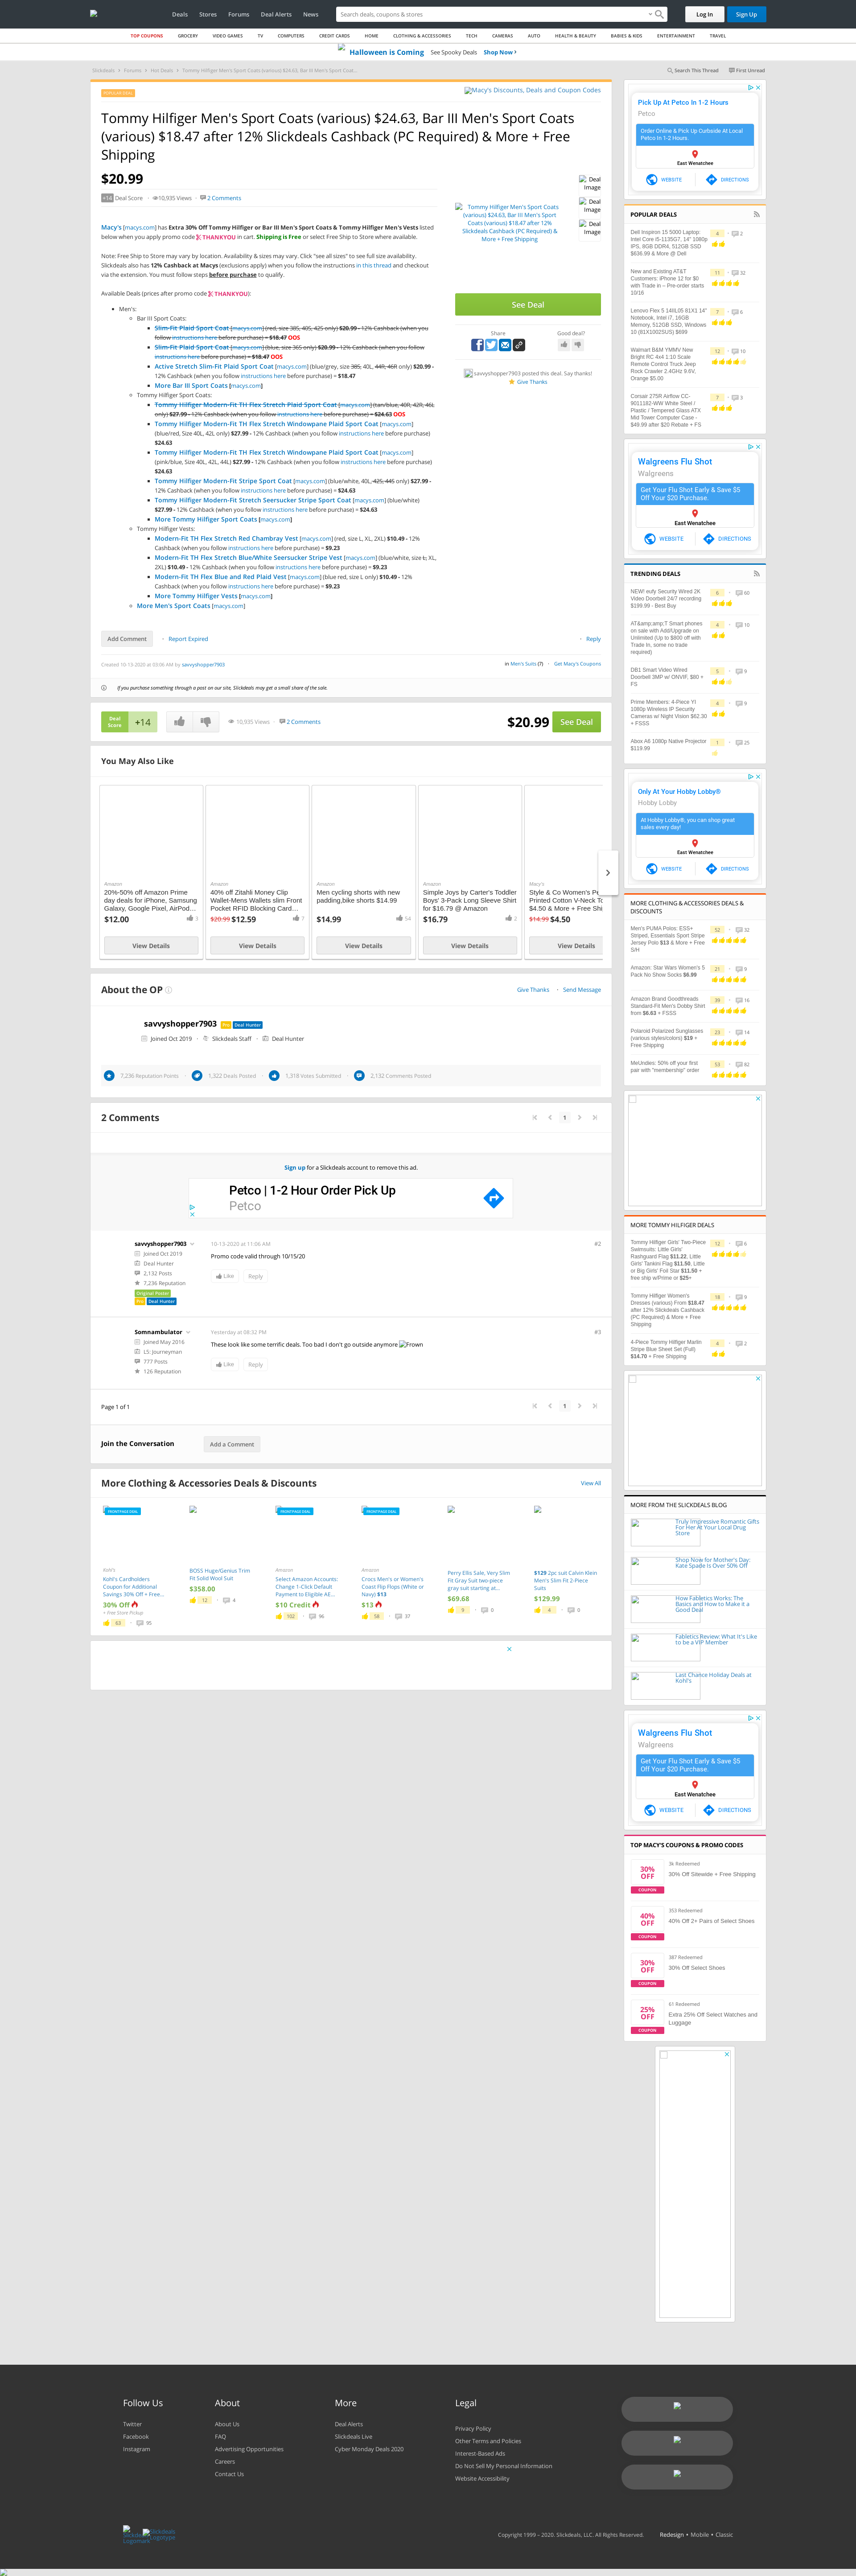 Deals Stores Forums Deal Alerts News
Search deals, coupons & stores
Log In Sign Up
TOP COUPONS GROCERY VIDEO GAMES TV COMPUTERS CREDIT CARDS HOME CLOTHING & ACCESSORIES TECH CAMERAS AUTO HEALTH & BEAUTY BABIES & KIDS ENTERTAINMENT TRAVEL
Halloween is Coming See Spooky Deals Shop Now
Slickdeals Forums Hot Deals Tommy Hilfiger Men's Sport Coats (various) $24.63, Bar III Men's Sport Coat...
Search This Thread First Unread
POPULAR DEAL
Macy's Discounts, Deals and Coupon Codes
Tommy Hilfiger Men's Sport Coats (various) $24.63, Bar III Men's Sport Coats
(various) $18.47 after 12% Slickdeals Cashback (PC Required) & More + Free
Shipping
$20.99
+14 Deal Score 10,935 Views 2 Comments
Macy's [macys.com] has Extra 30% Off Tommy Hilfiger or Bar III Men's Sport Coats & Tommy Hilfiger Men's Vests listed
below when you apply promo code THANKYOU in cart. Shipping is Free or select Free Ship to Store where available.
Note: Free Ship to Store may vary by location. Availability & sizes may vary. Click "see all sizes" to see full size availability.
Slickdeals also has 12% Cashback at Macys (exclusions apply) when you follow the instructions in this thread and checkout
via the extension. You must follow steps before purchase to qualify.
Available Deals (prices after promo code THANKYOU):
Men's:
Bar III Sport Coats:
Slim-Fit Plaid Sport Coat [macys.com] (red, size 38S, 40S, 42S only) $20.99 - 12% Cashback (when you
follow instructions here before purchase) = $18.47 OOS
Slim-Fit Plaid Sport Coat [macys.com] (blue, size 36S only) $20.99 - 12% Cashback (when you follow
instructions here before purchase) = $18.47 OOS
Active Stretch Slim-Fit Plaid Sport Coat [macys.com] (blue/grey, size 38S, 40L, 44R, 46R only) $20.99 -
12% Cashback (when you follow instructions here before purchase) = $18.47
More Bar III Sport Coats [macys.com]
Tommy Hilfiger Sport Coats:
Tommy Hilfiger Modern-Fit TH Flex Stretch Plaid Sport Coat [macys.com] (tan/blue, 40R, 42R, 46L
only) $27.99 - 12% Cashback (when you follow instructions here before purchase) = $24.63 OOS
Tommy Hilfiger Modern-Fit TH Flex Stretch Windowpane Plaid Sport Coat [macys.com]
(blue/red, Size 40L, 42L only) $27.99 - 12% Cashback (when you follow instructions here before purchase)
$24.63
Tommy Hilfiger Modern-Fit TH Flex Stretch Windowpane Plaid Sport Coat [macys.com]
(pink/blue, Size 40L, 42L, 44L) $27.99 - 12% Cashback (when you follow instructions here before purchase)
$24.63
Tommy Hilfiger Modern-Fit Stripe Sport Coat [macys.com] (blue/white, 40L, 42S, 44S only) $27.99 -
12% Cashback (when you follow instructions here before purchase) = $24.63
Tommy Hilfiger Modern-Fit Stretch Seersucker Stripe Sport Coat [macys.com] (blue/white)
$27.99 - 12% Cashback (when you follow instructions here before purchase) = $24.63
More Tommy Hilfiger Sport Coats [macys.com]
Tommy Hilfiger Vests:
Modern-Fit TH Flex Stretch Red Chambray Vest [macys.com] (red, size L, XL, 2XL) $10.49 - 12%
Cashback (when you follow instructions here before purchase) = $9.23
Modern-Fit TH Flex Stretch Blue/White Seersucker Stripe Vest [macys.com] (blue/white, size L, XL,
2XL) $10.49 - 12% Cashback (when you follow instructions here before purchase) = $9.23
Modern-Fit TH Flex Blue and Red Plaid Vest [macys.com] (blue red, size L only) $10.49 - 12%
Cashback (when you follow instructions here before purchase) = $9.23
More Tommy Hilfiger Vests [macys.com]
More Men's Sport Coats [macys.com]
Tommy Hilfiger Men's Sport Coats (various) $24.63, Bar III Men's Sport Coats (various) $18.47 after 12% Slickdeals Cashback (PC Required) & More + Free Shipping
Deal Image
Deal Image
Deal Image
See Deal
Share Good deal?
savvyshopper7903 posted this deal. Say thanks!
Give Thanks
Add Comment Report Expired Reply
Created 10-13-2020 at 03:06 AM by savvyshopper7903
in Men's Suits (7) Get Macy's Coupons
If you purchase something through a post on our site, Slickdeals may get a small share of the sale.
Deal Score +14 10,935 Views 2 Comments $20.99 See Deal
You May Also Like
Amazon
20%-50% off Amazon Prime
day deals for iPhone, Samsung
Galaxy, Google Pixel, AirPod...
$12.00 3
View Details
Amazon
40% off Zitahli Money Clip
Wallet-Mens Wallets slim Front
Pocket RFID Blocking Card...
$20.99 $12.59 7
View Details
Amazon
Men cycling shorts with new
padding,bike shorts $14.99
$14.99 54
View Details
Amazon
Simple Joys by Carter's Toddler
Boys' 3-Pack Long Sleeve Shirt
for $16.79 @ Amazon
$16.79 2
View Details
Macy's
Style & Co Women's Pe
Printed Cotton V-Neck To
$4.50 & More + Free Shi
$14.99 $4.50
View Details
About the OP
Give Thanks Send Message
savvyshopper7903 Pro Deal Hunter
Joined Oct 2019 Slickdeals Staff Deal Hunter
7,236 Reputation Points 1,322 Deals Posted 1,318 Votes Submitted 2,132 Comments Posted
2 Comments 1
Sign up for a Slickdeals account to remove this ad.
Petco | 1-2 Hour Order Pick Up
Petco
savvyshopper7903
Joined Oct 2019
Deal Hunter
2,132 Posts
7,236 Reputation
Original Poster
Pro Deal Hunter
10-13-2020 at 11:06 AM #2
Promo code valid through 10/15/20
Like Reply
Somnambulator
Joined May 2016
L5: Journeyman
777 Posts
126 Reputation
Yesterday at 08:32 PM #3
These look like some terrific deals. Too bad I don't go outside anymore Frown
Like Reply
Page 1 of 1 1
Join the Conversation Add a Comment
More Clothing & Accessories Deals & Discounts View All
FRONTPAGE DEAL
Kohl's
Kohl's Cardholders
Coupon for Additional
Savings 30% Off + Free...
30% Off
+ Free Store Pickup
63 95
BOSS Huge/Genius Trim
Fit Solid Wool Suit
$358.00
12 4
FRONTPAGE DEAL
Amazon
Select Amazon Accounts:
Change 1-Click Default
Payment to Eligible AE...
$10 Credit
102 96
FRONTPAGE DEAL
Amazon
Crocs Men's or Women's
Coast Flip Flops (White or
Navy) $13
$13
58 37
Perry Ellis Sale, Very Slim
Fit Gray Suit two-piece
gray suit starting at...
$69.68
9 0
$129 2pc suit Calvin Klein
Men's Slim Fit 2-Piece
Suits
$129.99
4 0
Pick Up At Petco In 1-2 Hours
Petco
Order Online & Pick Up Curbside At Local
Petco In 1-2 Hours.
East Wenatchee
WEBSITE DIRECTIONS
POPULAR DEALS
Dell Inspiron 15 5000 Laptop:
Intel Core i5-1135G7, 14" 1080p
IPS, 8GB DDR4, 512GB SSD
$636.99 & More @ Dell
4 2
New and Existing AT&T
Customers: iPhone 12 for $0
with Trade in – Pre-order starts
10/16
11 32
Lenovo Flex 5 14IIL05 81X1 14"
Notebook, Intel i7, 16GB
Memory, 512GB SSD, Windows
10 (81X1002SUS) $699
7 6
Walmart B&M YMMV New
Bright RC 4x4 1:10 Scale
Remote Control Truck Jeep
Rock Crawler 2.4GHz 9.6V,
Orange $5.00
12 10
Corsair 275R Airflow CC-
9011182-WW White Steel /
Plastic / Tempered Glass ATX
Mid Tower Computer Case -
$49.99 after $20 Rebate + FS
7 3
Walgreens Flu Shot
Walgreens
Get Your Flu Shot Early & Save $5
Off Your $20 Purchase.
East Wenatchee
WEBSITE DIRECTIONS
TRENDING DEALS
NEW! eufy Security Wired 2K
Video Doorbell 24/7 recording
$199.99 - Best Buy
6 60
AT&amp;amp;T Smart phones
on sale with Add/Upgrade on
Unlimited (Up to $800 off with
Trade In, some no trade
required)
4 10
DB1 Smart Video Wired
Doorbell 3MP w/ ONVIF, $80 +
FS
5 9
Prime Members: 4-Piece YI
1080p Wireless IP Security
Cameras w/ Night Vision $62.30
+ FSSS
4 9
Abox A6 1080p Native Projector
$119.99
1 25
Only At Your Hobby Lobby®
Hobby Lobby
At Hobby Lobby®, you can shop great
sales every day!
East Wenatchee
WEBSITE DIRECTIONS
MORE CLOTHING & ACCESSORIES DEALS &
DISCOUNTS
Men's PUMA Polos: ESS+
Striped, Essentials Sport Stripe
Jersey Polo $13 & More + Free
S/H
52 32
Amazon: Star Wars Women's 5
Pack No Show Socks $6.99
21 9
Amazon Brand Goodthreads
Standard-Fit Men's Dobby Shirt
from $6.63 + FSSS
39 16
Polaroid Polarized Sunglasses
(various styles/colors) $19 +
Free Shipping
23 14
MeUndies: 50% off your first
pair with "membership" order
53 82
MORE TOMMY HILFIGER DEALS
Tommy Hilfiger Girls' Two-Piece
Swimsuits: Little Girls'
Rashguard Flag $11.22, Little
Girls' Tankini Flag $11.50, Little
or Big Girls' Foil Star $11.50 +
free ship w/Prime or $25+
12 6
Tommy Hilfiger Women's
Dresses (various) From $18.47
after 12% Slickdeals Cashback
(PC Required) & More + Free
Shipping
18 9
4-Piece Tommy Hilfiger Marlin
Stripe Blue Sheet Set (Full)
$14.70 + Free Shipping
4 2
MORE FROM THE SLICKDEALS BLOG
Truly Impressive Romantic Gifts
For Her At Your Local Drug
Store
Shop Now for Mother's Day:
Kate Spade Is Over 50% Off
How Fabletics Works: The
Basics and How to Make it a
Good Deal
Fabletics Review: What It's Like
to be a VIP Member
Last Chance Holiday Deals at
Kohl's
Walgreens Flu Shot
Walgreens
Get Your Flu Shot Early & Save $5
Off Your $20 Purchase.
East Wenatchee
WEBSITE DIRECTIONS
TOP MACY'S COUPONS & PROMO CODES
30% OFF COUPON
3k Redeemed
30% Off Sitewide + Free Shipping
40% OFF COUPON
353 Redeemed
40% Off 2+ Pairs of Select Shoes
30% OFF COUPON
387 Redeemed
30% Off Select Shoes
25% OFF COUPON
61 Redeemed
Extra 25% Off Select Watches and
Luggage
Follow Us
Twitter
Facebook
Instagram
About
About Us
FAQ
Advertising Opportunities
Careers
Contact Us
More
Deal Alerts
Slickdeals Live
Cyber Monday Deals 2020
Legal
Privacy Policy
Other Terms and Policies
Interest-Based Ads
Do Not Sell My Personal Information
Website Accessibility
Slickdeals Logotype
Copyright 1999 – 2020. Slickdeals, LLC. All Rights Reserved. Redesign • Mobile • Classic